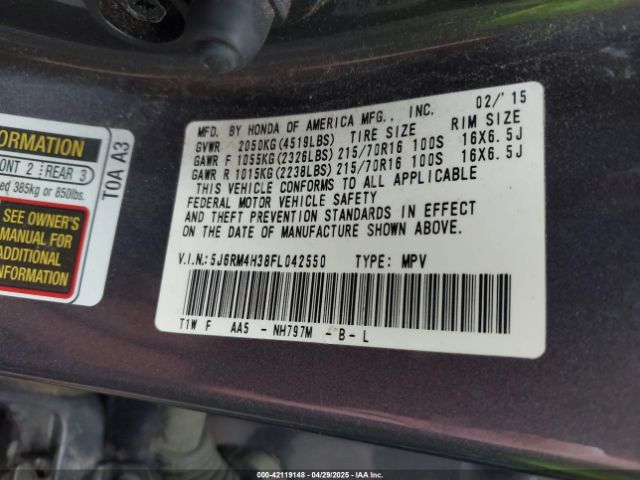 ORMATION
ONT 2 REAR 3
ed 385kg or 850lbs.
SEE OWNER'S
MANUAL FOR
ADDITIONAL
INFORMATION
T0A A3
MFD. BY HONDA OF AMERICA MFG., INC. 02/'15
GVWR 2050KG(4519LBS) TIRE SIZE RIM SIZE
GAWR F 1055KG(2326LBS) 215/70R16 100S 16X6.5J
GAWR R 1015KG(2238LBS) 215/70R16 100S 16X6.5J
THIS VEHICLE CONFORMS TO ALL APPLICABLE
FEDERAL MOTOR VEHICLE SAFETY
AND THEFT PREVENTION STANDARDS IN EFFECT
ON THE DATE OF MANUFACTURE SHOWN ABOVE.
V.I.N.:5J6RM4H38FL042550 TYPE: MPV
T1W F AA5 - NH797M - B - L
000-42119148 - 04/29/2025 - IAAI, Inc.